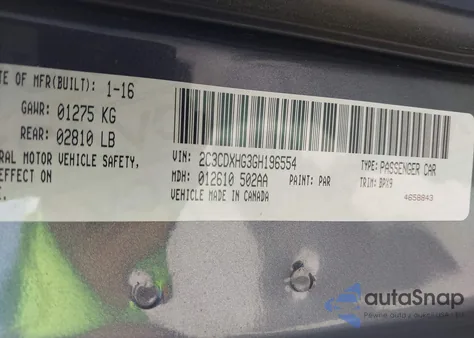 TE OF MFR(BUILT): 1-16
GAWR: 01275 KG
REAR: 02810 LB
RAL MOTOR VEHICLE SAFETY,
EFFECT ON
E.
VIN: 2C3CDXHG3GH196554
TYPE: PASSENGER CAR
MDH: 012610 502AA
PAINT: PAR
TRIM: BPX9
VEHICLE MADE IN CANADA
4658843
autoSnap